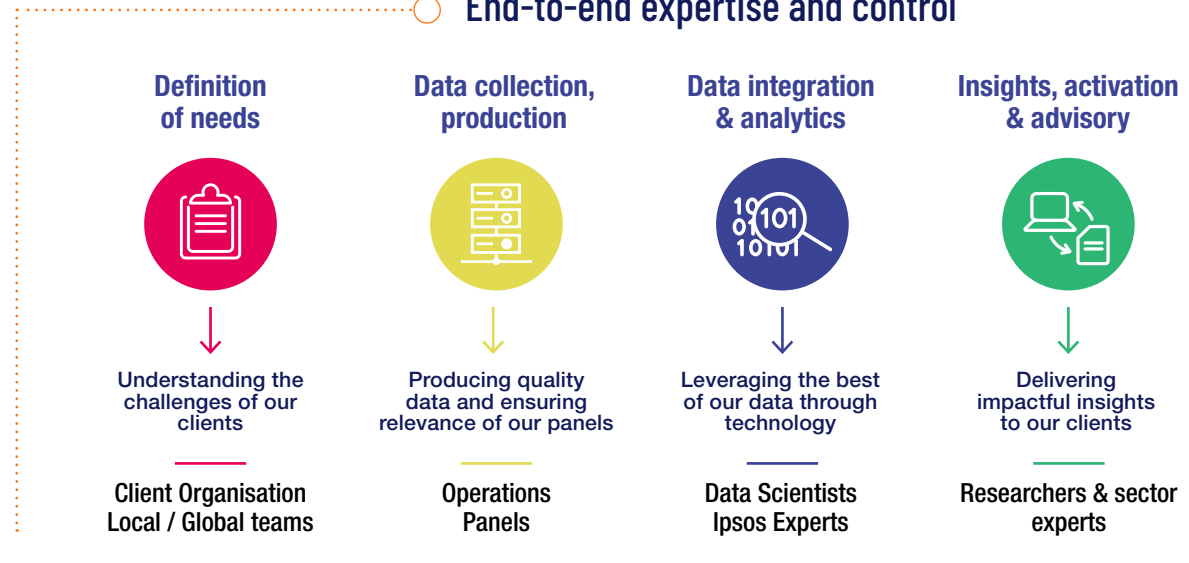 End-to-end expertise and control
Definition
of needs
Data collection,
production
Data integration
& analytics
Insights, activation
& advisory
10
01
101
10101
Understanding the
challenges of our
clients
Producing quality
data and ensuring
relevance of our panels
Leveraging the best
of our data through
technology
Delivering
impactful insights
to our clients
Client Organisation
Local / Global teams
Operations
Panels
Data Scientists
Ipsos Experts
Researchers & sector
experts